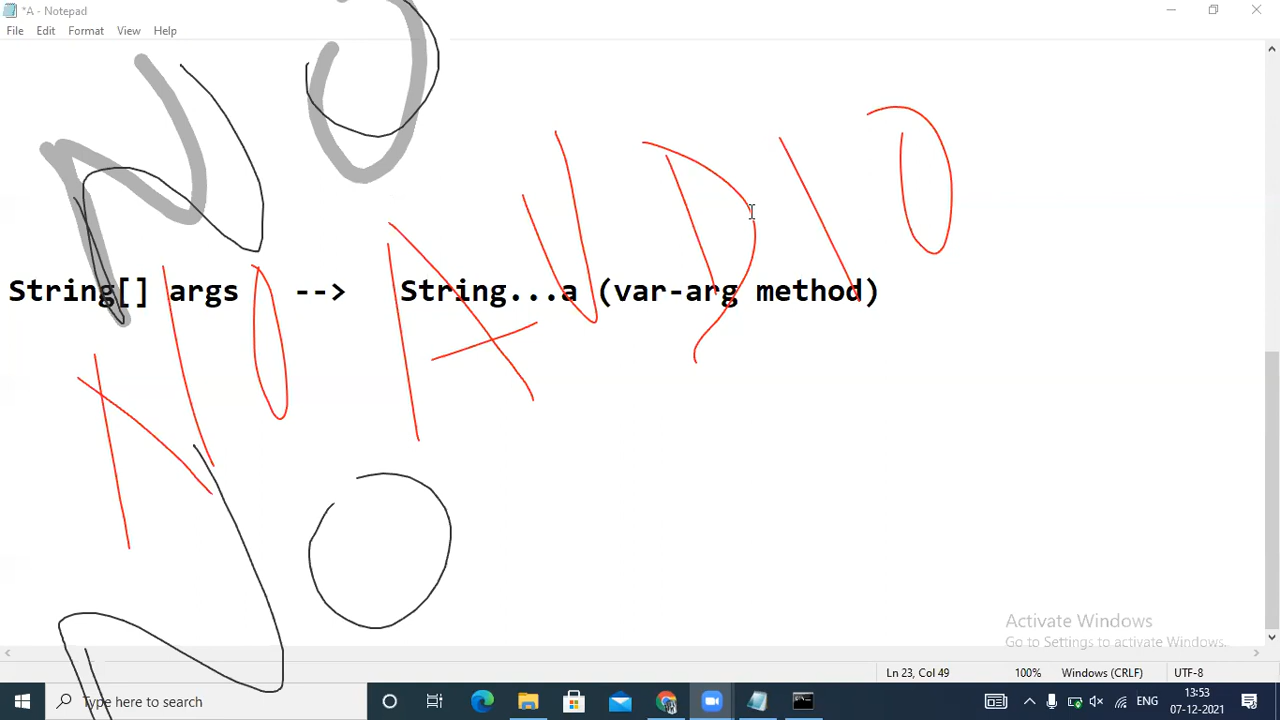 *A - Notepad
File Edit Format View Help
NO
String[] args --> String...a (var-arg method)
NO AUDIO
NO
Activate Windows
Go to Settings to activate Windows.
Ln 23, Col 49 100% Windows (CRLF) UTF-8
Type here to search
ENG
13:53
07-12-2021